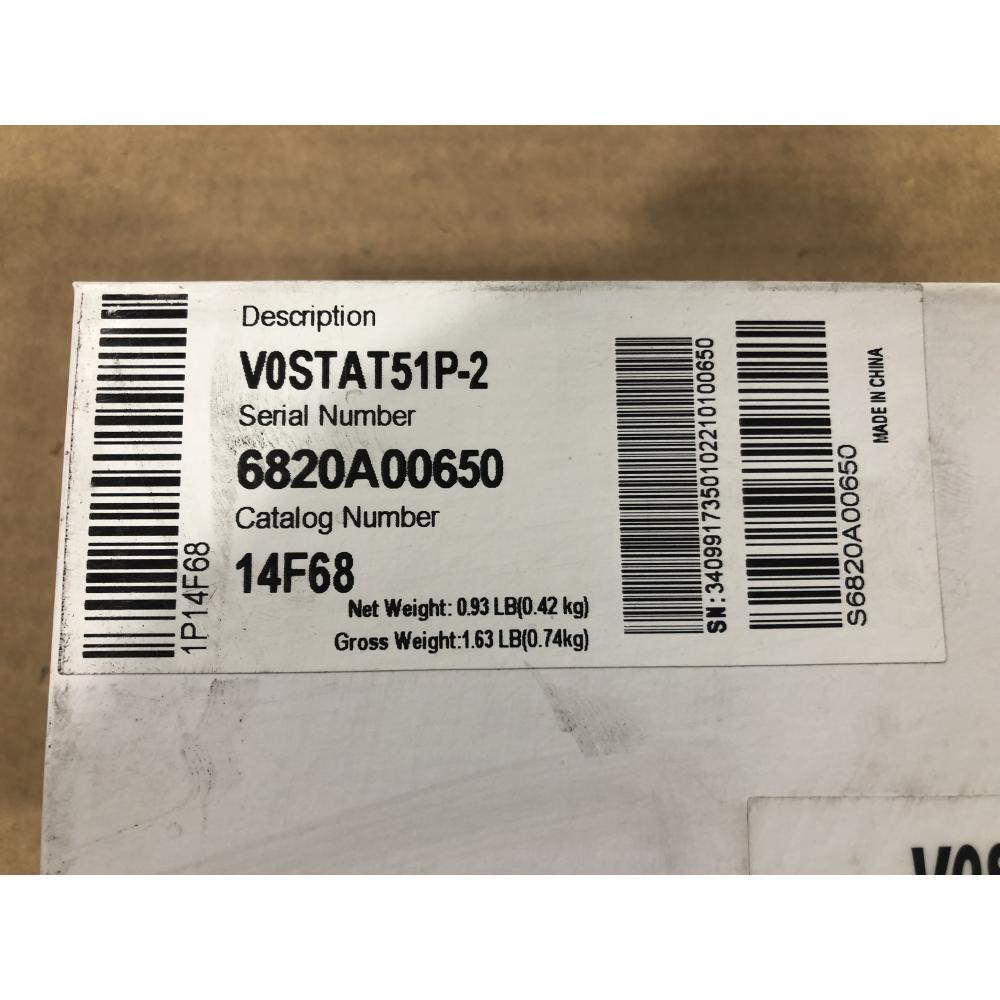 Description
V0STAT51P-2
Serial Number
6820A00650
Catalog Number
14F68
Net Weight: 0.93 LB(0.42 kg)
Gross Weight:1.63 LB(0.74kg)
1P14F68
SN:3409917350102210100650
S6820A00650
MADE IN CHINA